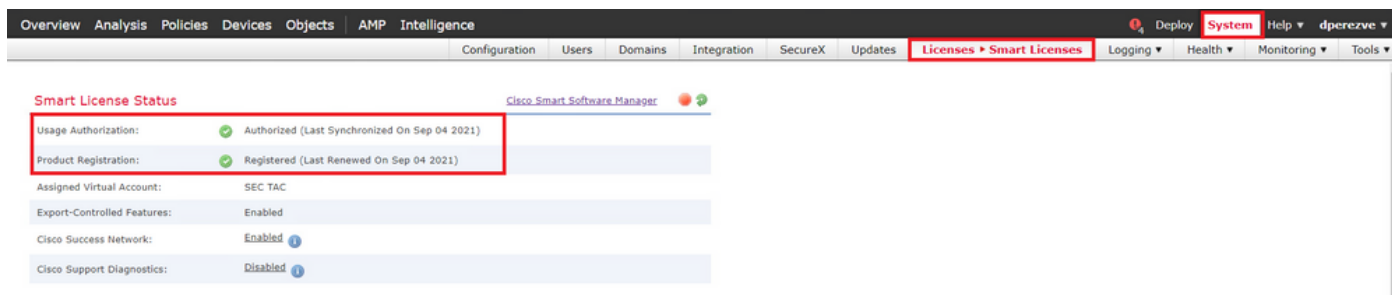 Overview Analysis Policies Devices Objects AMP Intelligence 4 Deploy System Help dperezve
Configuration Users Domains Integration SecureX Updates Licenses Smart Licenses Logging Health Monitoring Tools
Smart License Status Cisco Smart Software Manager
Usage Authorization: Authorized (Last Synchronized On Sep 04 2021)
Product Registration: Registered (Last Renewed On Sep 04 2021)
Assigned Virtual Account: SEC TAC
Export-Controlled Features: Enabled
Cisco Success Network: Enabled
Cisco Support Diagnostics: Disabled